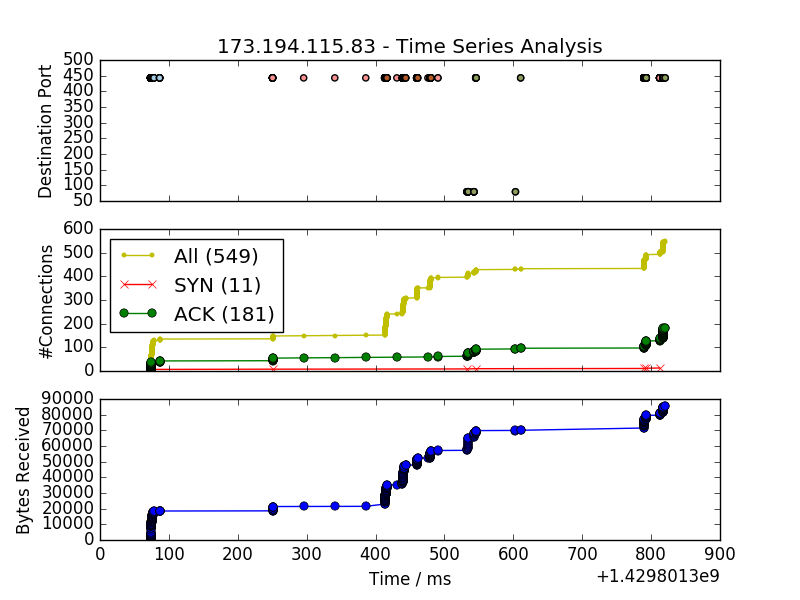 173.194.115.83 - Time Series Analysis
Destination Port
500
450
400
350
300
250
200
150
100
50
#Connections
600
500
400
300
200
100
0
All (549)
SYN (11)
ACK (181)
Bytes Received
90000
80000
70000
60000
50000
40000
30000
20000
10000
0
0 100 200 300 400 500 600 700 800 900
Time / ms
+1.4298013e9